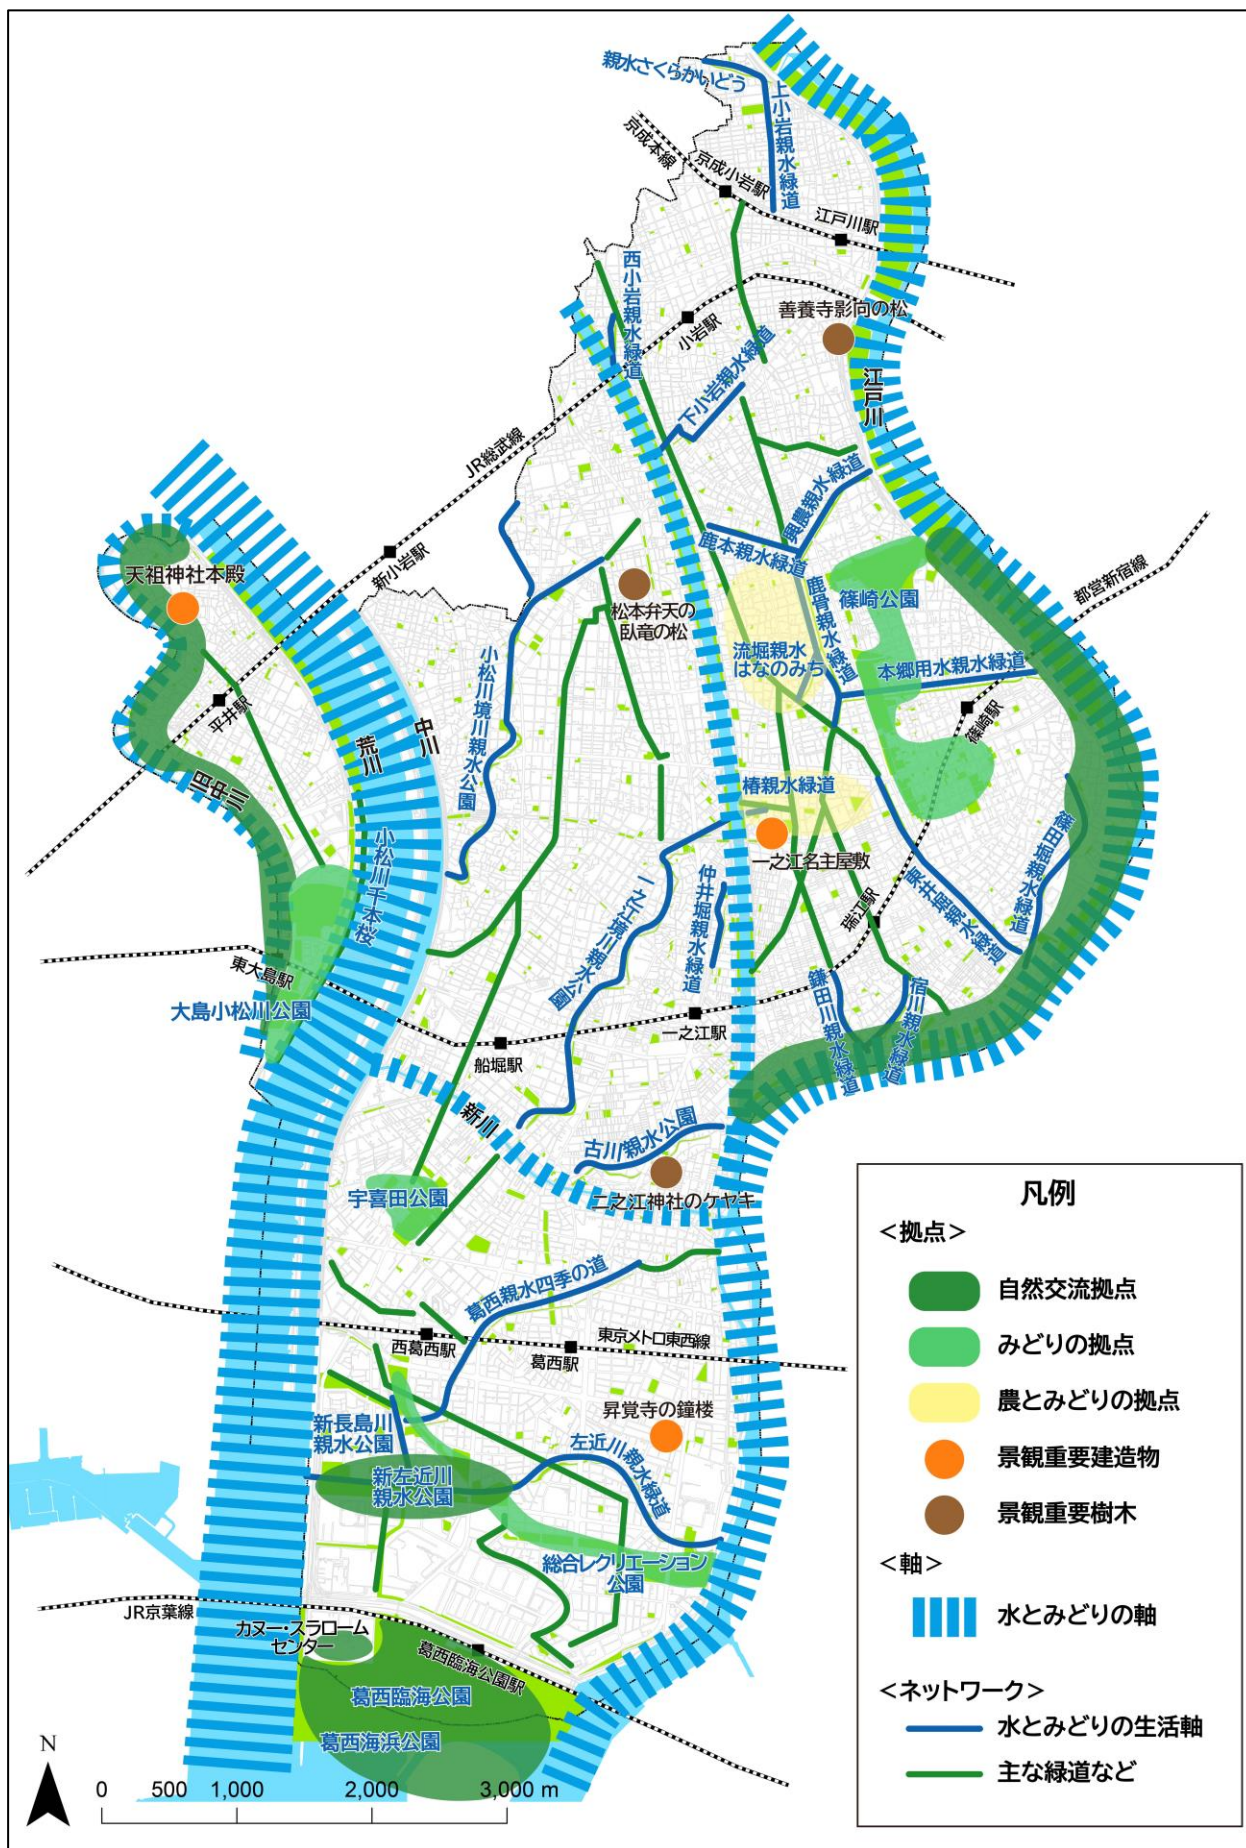 親水さくらかいどう
上小岩親水緑道
京成本線
京成小岩駅
江戸川駅
西小岩親水緑道
小岩駅
善養寺影向の松
下小岩親水緑道
江戸川
JR総武線
新小岩駅
興農親水緑道
鹿本親水緑道
都営新宿線
天祖神社本殿
松本弁天の
臥竜の松
鹿骨親水緑道
篠崎公園
流堀親水
はなのみち
本郷用水親水緑道
小松川境川親水公園
平井駅
篠崎駅
荒川
中川
旧中川
椿親水緑道
小松川千本桜
一之江名主屋敷
篠田堀親水緑道
一之江境川親水公園
仲井堀親水緑道
瑞江駅
東井堀親水緑道
東大島駅
大島小松川公園
鎌田川親水緑道
宿川親水緑道
一之江駅
船堀駅
新川
古川親水公園
宇喜田公園
二之江神社のケヤキ
葛西親水四季の道
西葛西駅
葛西駅
東京メトロ東西線
新長島川
親水公園
昇覚寺の鐘楼
左近川親水緑道
新左近川
親水公園
総合レクリエーション
公園
JR京葉線
カヌー・スラローム
センター
葛西臨海公園駅
葛西臨海公園
葛西海浜公園
N
0 500 1,000 2,000 3,000 m
凡例
＜拠点＞
自然交流拠点
みどりの拠点
農とみどりの拠点
景観重要建造物
景観重要樹木
＜軸＞
水とみどりの軸
＜ネットワーク＞
水とみどりの生活軸
主な緑道など